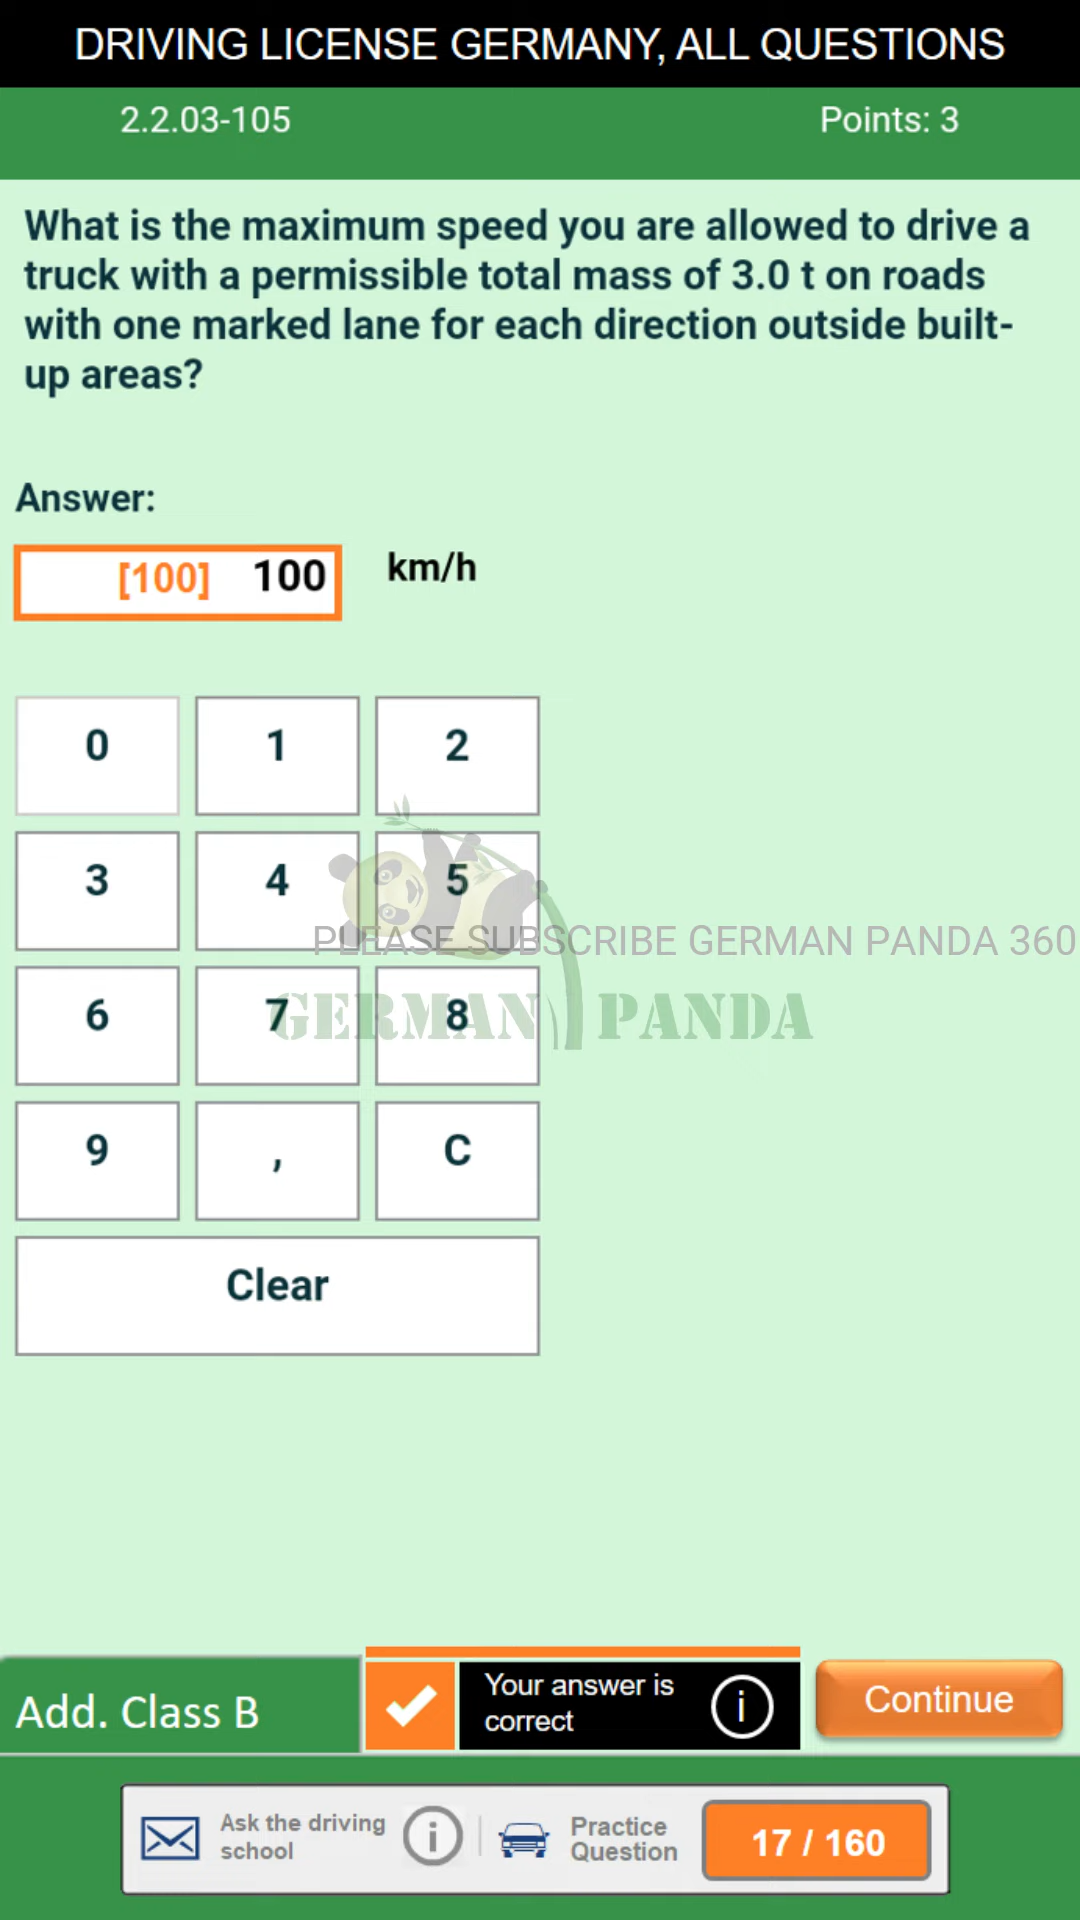 DRIVING LICENSE GERMANY, ALL QUESTIONS
2.2.03-105 Points: 3
What is the maximum speed you are allowed to drive a
truck with a permissible total mass of 3.0 t on roads
with one marked lane for each direction outside built-
up areas?
Answer:
[100] 100 km/h
0 1 2
3 4 5
PLEASE SUBSCRIBE GERMAN PANDA 360
6 7 8
GERMAN PANDA
9 , C
Clear
Add. Class B
Your answer is
correct
i
Continue
Ask the driving
school
i
Practice
Question
17 / 160